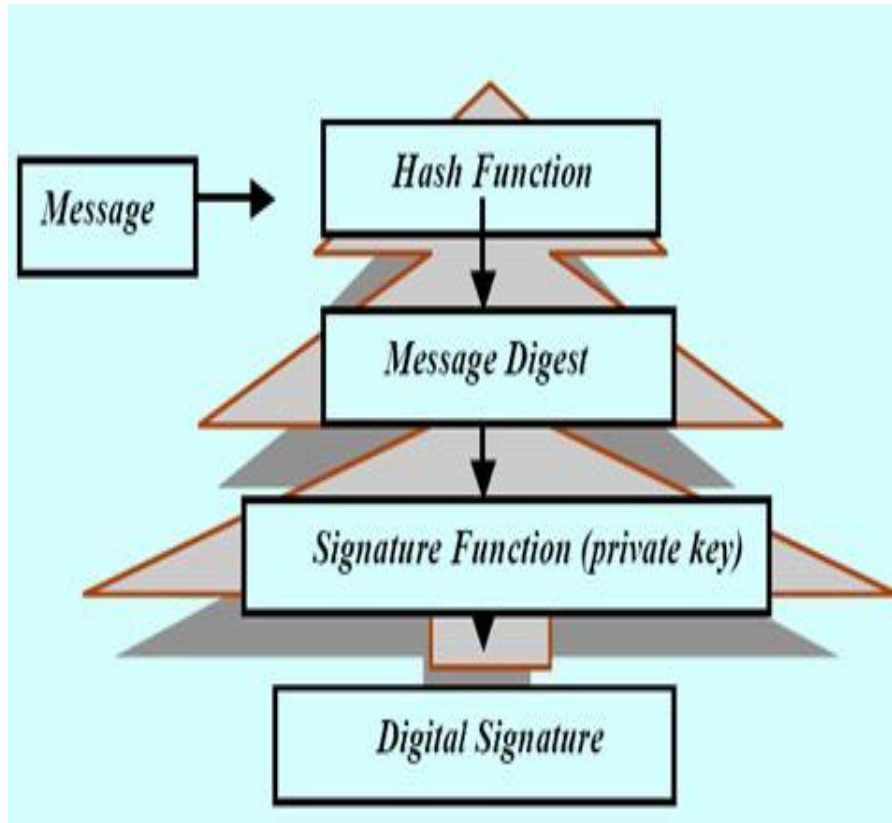 Message
Hash Function
Message Digest
Signature Function (private key)
Digital Signature